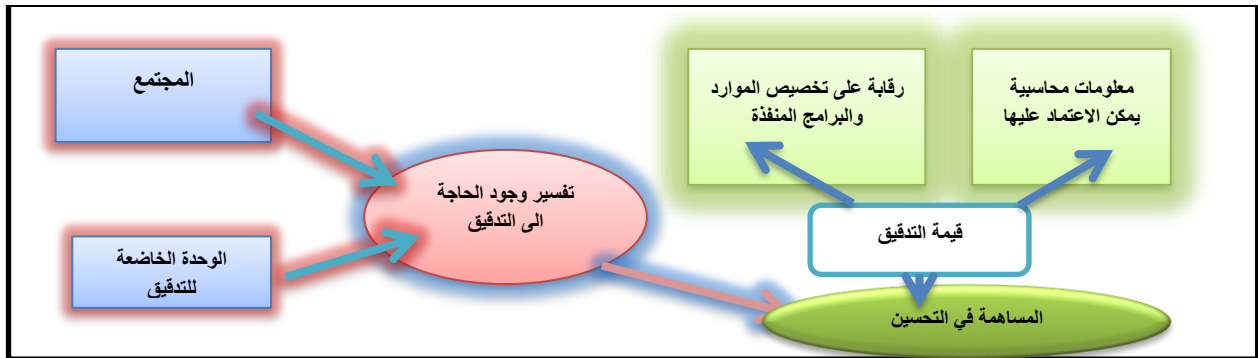 المجتمع
معلومات محاسبية
يمكن الاعتماد عليها
رقابة على تخصيص الموارد
والبرامج المنفذة
تفسير وجود الحاجة
الى التدقيق
قيمة التدقيق
الوحدة الخاضعة
للتدقيق
المساهمة في التحسين